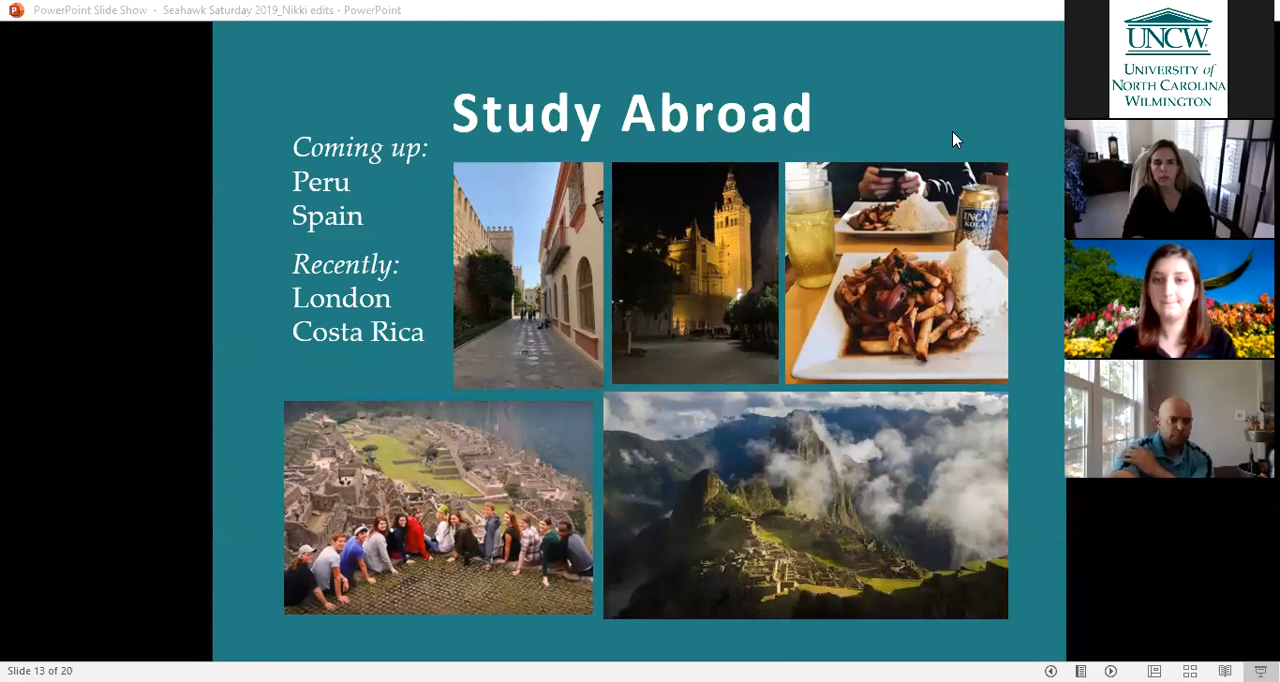 PowerPoint Slide Show - Seahawk Saturday 2019_Nikki edits - PowerPoint
UNCW
UNIVERSITY of
NORTH CAROLINA
WILMINGTON
Study Abroad
Coming up:
Peru
Spain
Recently:
London
Costa Rica
INCA
KOLA
Slide 13 of 20